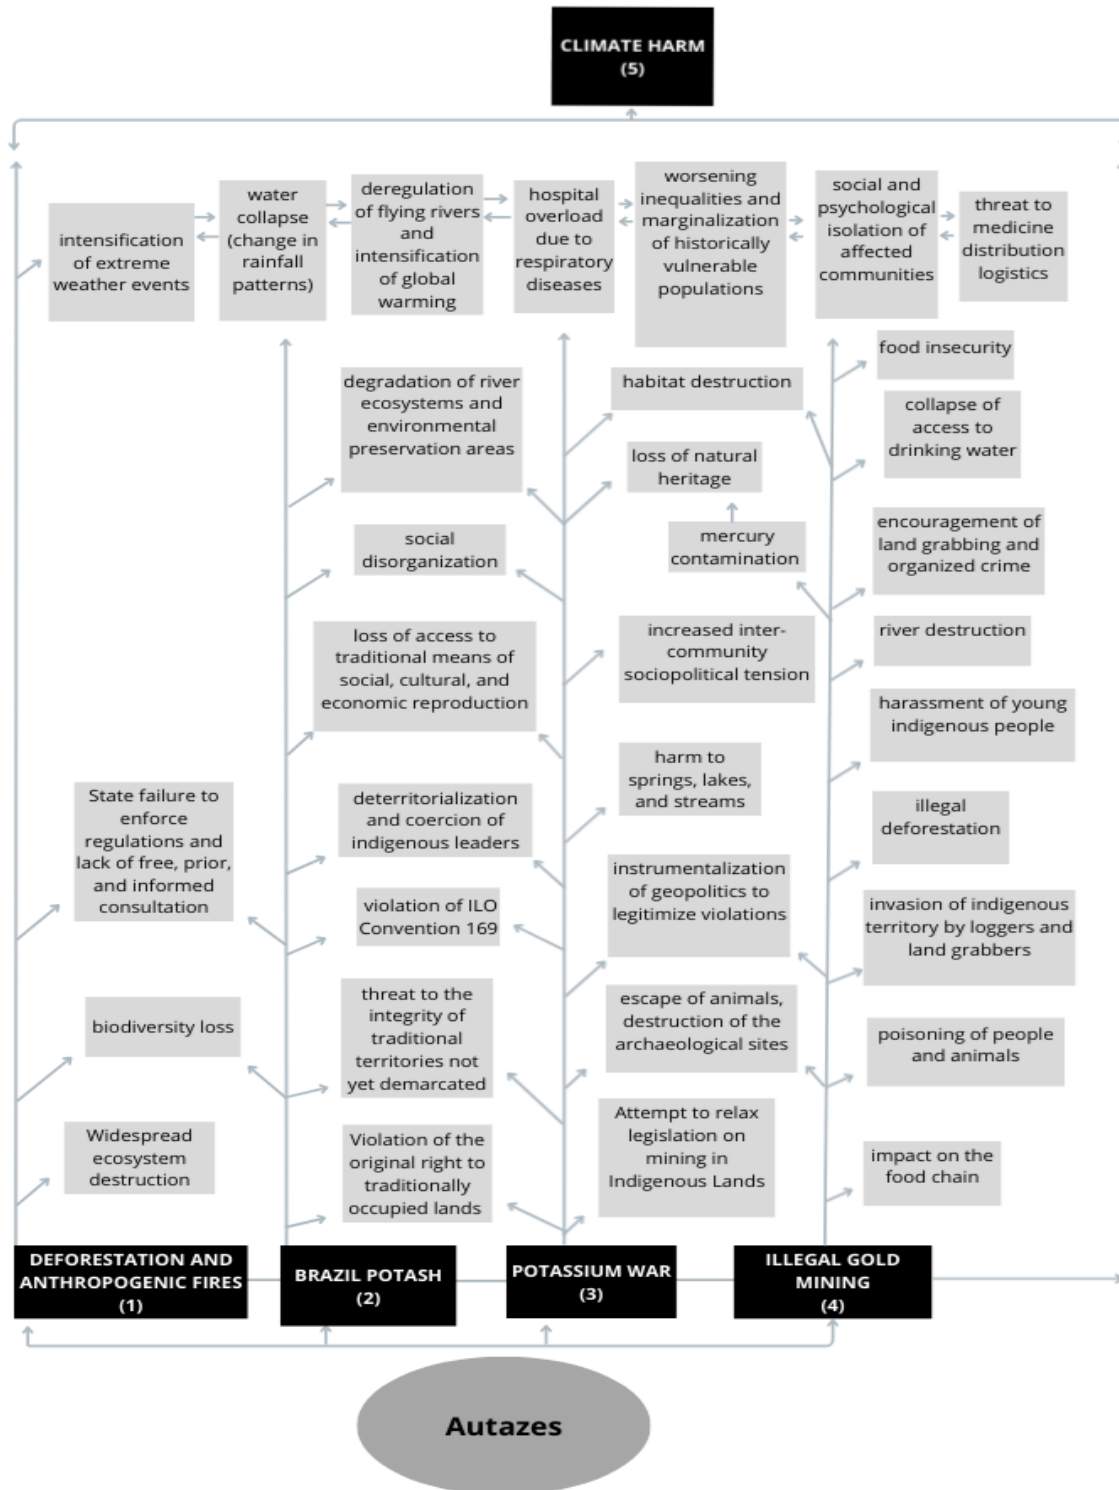 CLIMATE HARM
(5)
intensification
of extreme
weather events
water
collapse
(change in
rainfall
patterns)
deregulation
of flying rivers
and
intensification
of global
warming
hospital
overload
due to
respiratory
diseases
worsening
inequalities and
marginalization
of historically
vulnerable
populations
social and
psychological
isolation of
affected
communities
threat to
medicine
distribution
logistics
State failure to
enforce
regulations and
lack of free, prior,
and informed
consultation
biodiversity loss
Widespread
ecosystem
destruction
degradation of river
ecosystems and
environmental
preservation areas
social
disorganization
loss of access to
traditional means of
social, cultural, and
economic reproduction
deterritorialization
and coercion of
indigenous leaders
violation of ILO
Convention 169
threat to the
integrity of
traditional
territories not
yet demarcated
Violation of the
original right to
traditionally
occupied lands
habitat destruction
loss of natural
heritage
mercury
contamination
increased inter-
community
sociopolitical tension
harm to
springs, lakes,
and streams
instrumentalization
of geopolitics to
legitimize violations
escape of animals,
destruction of the
archaeological sites
Attempt to relax
legislation on
mining in
Indigenous Lands
food insecurity
collapse of
access to
drinking water
encouragement of
land grabbing and
organized crime
river destruction
harassment of young
indigenous people
illegal
deforestation
invasion of indigenous
territory by loggers and
land grabbers
poisoning of people
and animals
impact on the
food chain
DEFORESTATION AND
ANTHROPOGENIC FIRES
(1)
BRAZIL POTASH
(2)
POTASSIUM WAR
(3)
ILLEGAL GOLD
MINING
(4)
Autazes